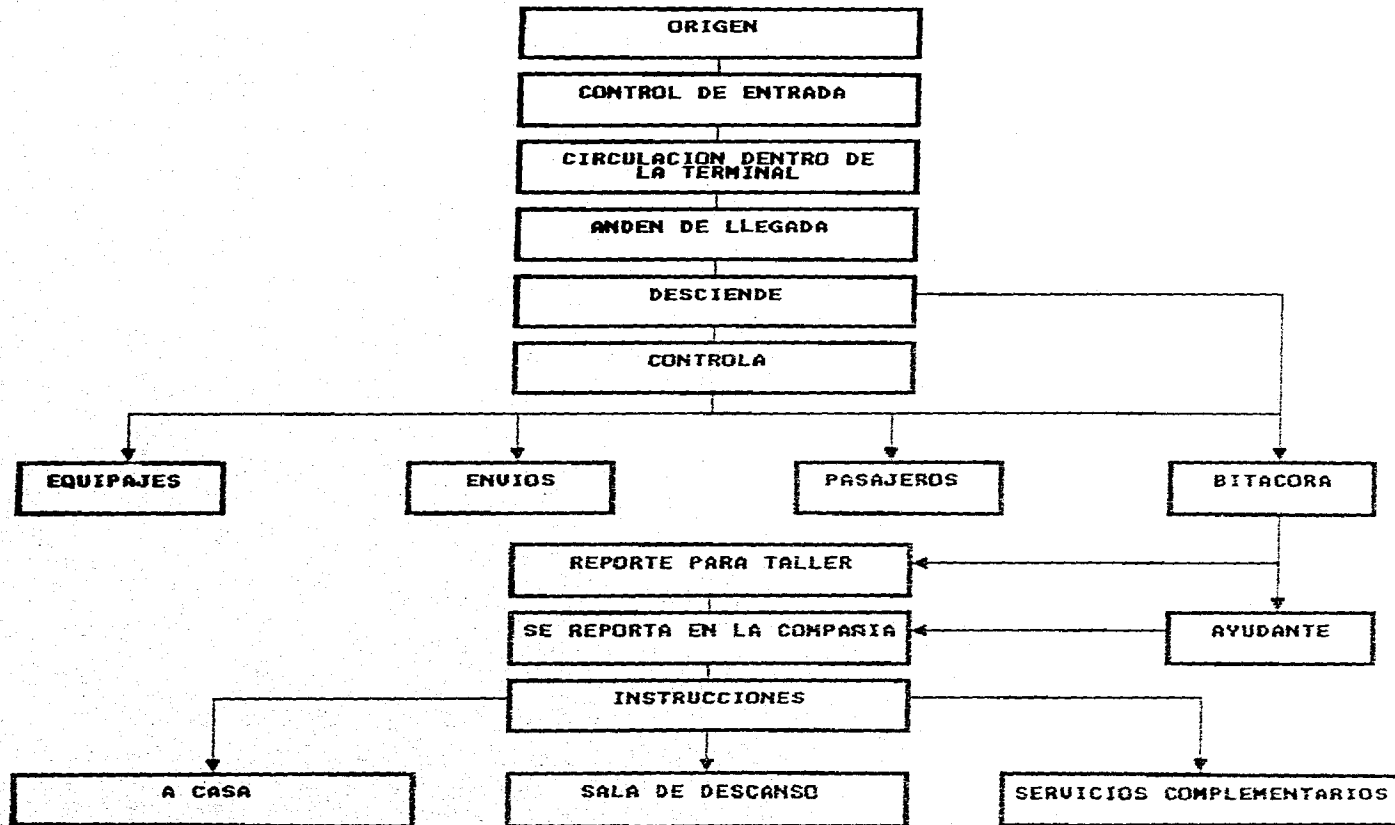 ORIGEN
CONTROL DE ENTRADA
CIRCULACION DENTRO DE
LA TERMINAL
ANDEN DE LLEGADA
DESCIENDE
CONTROLA
EQUIPAJES
ENVIOS
PASAJEROS
BITACORA
REPORTE PARA TALLER
SE REPORTA EN LA COMPASIA
AYUDANTE
INSTRUCCIONES
A CASA
SALA DE DESCANSO
SERVICIOS COMPLEMENTARIOS